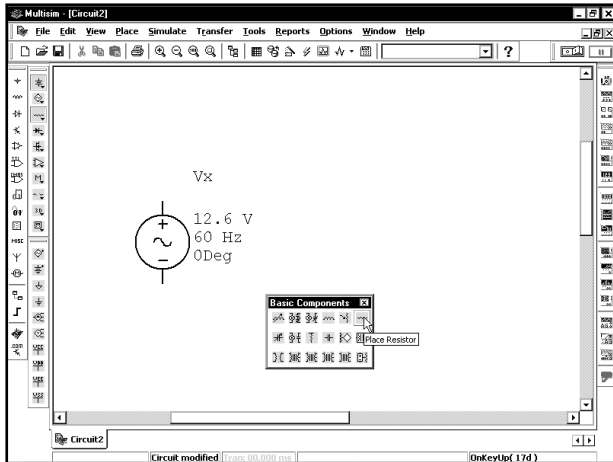 Multisim - [Circuit2]
File Edit View Place Simulate Transfer Tools Reports Options Window Help
Vx
12.6 V
60 Hz
0Deg
Basic Components
Place Resistor
MISC
Circuit2
Circuit modified Tran: 00.000 ms OnKeyUp( 17d )